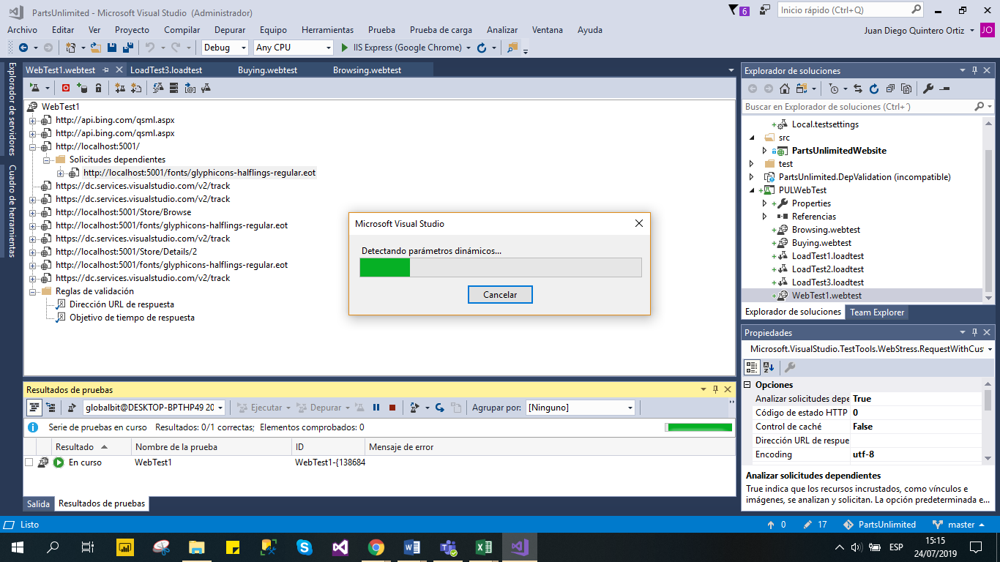 PartsUnlimited - Microsoft Visual Studio (Administrador)
6
Inicio rápido (Ctrl+Q)
Archivo Editar Ver Proyecto Compilar Depurar Equipo Herramientas Prueba Prueba de carga Analizar Ventana Ayuda
Juan Diego Quintero Ortiz
JO
Debug
Any CPU
IIS Express (Google Chrome)
Explorador de servidores
Cuadro de herramientas
WebTest1.webtest
LoadTest3.loadtest
Buying.webtest
Browsing.webtest
WebTest1
http://api.bing.com/qsml.aspx
http://api.bing.com/qsml.aspx
http://localhost:5001/
Solicitudes dependientes
http://localhost:5001/fonts/glyphicons-halflings-regular.eot
https://dc.services.visualstudio.com/v2/track
https://dc.services.visualstudio.com/v2/track
http://localhost:5001/Store/Browse
http://localhost:5001/fonts/glyphicons-halflings-regular.eot
https://dc.services.visualstudio.com/v2/track
http://localhost:5001/Store/Details/2
http://localhost:5001/fonts/glyphicons-halflings-regular.eot
https://dc.services.visualstudio.com/v2/track
Reglas de validación
Dirección URL de respuesta
Objetivo de tiempo de respuesta
Microsoft Visual Studio
Detectando parámetros dinámicos...
Cancelar
Explorador de soluciones
Buscar en Explorador de soluciones (Ctrl+´)
Local.testsettings
src
PartsUnlimitedWebsite
test
PartsUnlimited.DepValidation (incompatible)
PULWebTest
Properties
Referencias
Browsing.webtest
Buying.webtest
LoadTest1.loadtest
LoadTest2.loadtest
LoadTest3.loadtest
WebTest1.webtest
Explorador de soluciones
Team Explorer
Propiedades
Microsoft.VisualStudio.TestTools.WebStress.RequestWithCus
Opciones
Analizar solicitudes depe True
Código de estado HTTP 0
Control de caché False
Dirección URL de respue
Encoding utf-8
Analizar solicitudes dependientes
True indica que los recursos incrustados, como vínculos e
imágenes, se analizan y solicitan. La opción predeterminada e...
Resultados de pruebas
globalbit@DESKTOP-BPTHP49 20
Ejecutar
Depurar
Agrupar por:
[Ninguno]
Serie de pruebas en curso Resultados: 0/1 correctas; Elementos comprobados: 0
Resultado Nombre de la prueba ID Mensaje de error
En curso WebTest1 WebTest1-{138684
Salida
Resultados de pruebas
Listo
0
17
PartsUnlimited
master
ESP
15:15
24/07/2019